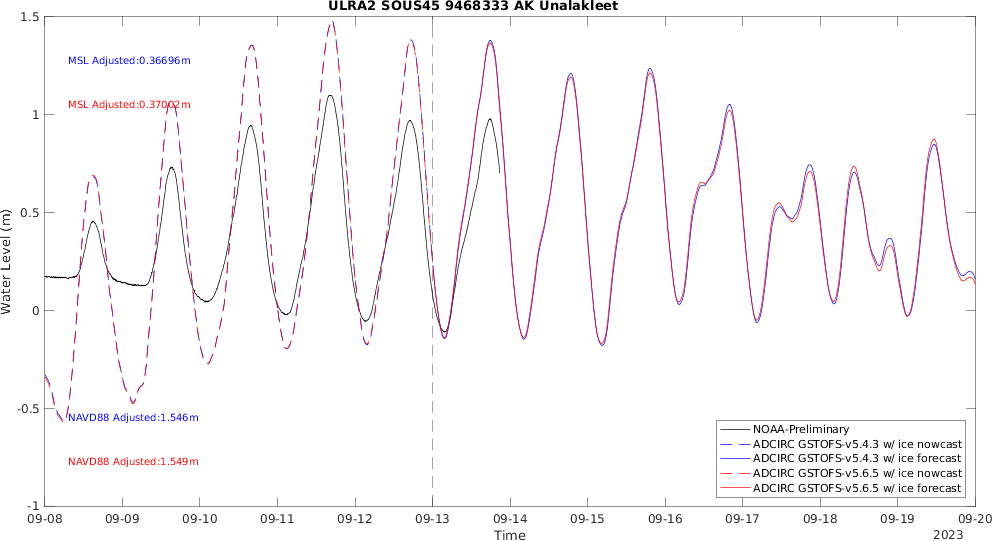 ULRA2 SOUS45 9468333 AK Unalakleet
1.5
1
0.5
0
-0.5
-1
Water Level (m)
MSL Adjusted:0.36696m
MSL Adjusted:0.37002m
NAVD88 Adjusted:1.546m
NAVD88 Adjusted:1.549m
NOAA-Preliminary
ADCIRC GSTOFS-v5.4.3 w/ ice nowcast
ADCIRC GSTOFS-v5.4.3 w/ ice forecast
ADCIRC GSTOFS-v5.6.5 w/ ice nowcast
ADCIRC GSTOFS-v5.6.5 w/ ice forecast
09-08 09-09 09-10 09-11 09-12 09-13 09-14 09-15 09-16 09-17 09-18 09-19 09-20
Time
2023